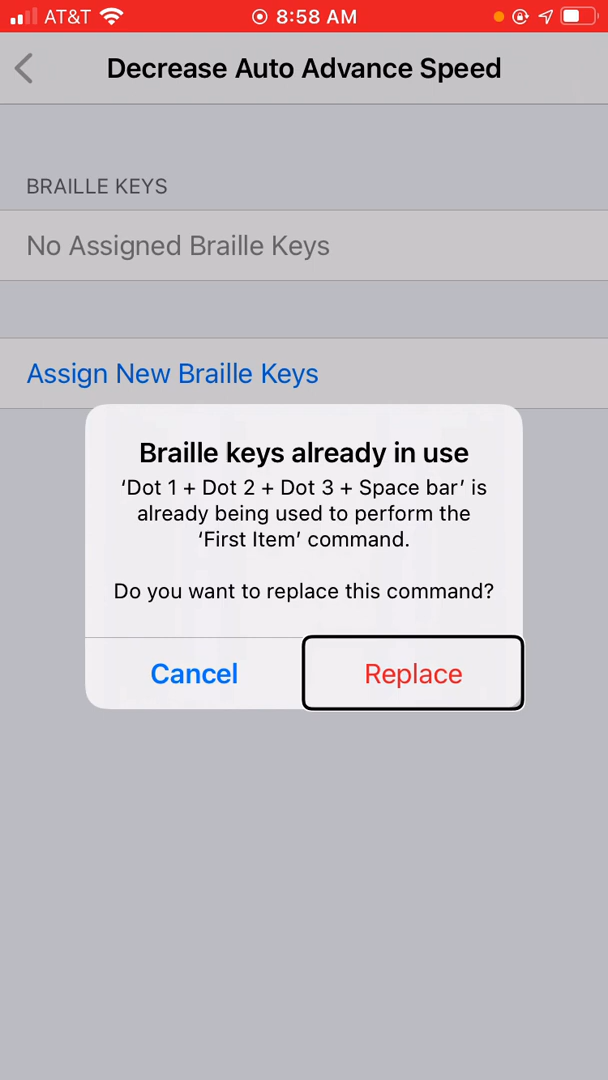 AT&T 8:58 AM
Decrease Auto Advance Speed
BRAILLE KEYS
No Assigned Braille Keys
Assign New Braille Keys
Braille keys already in use
‘Dot 1 + Dot 2 + Dot 3 + Space bar’ is
already being used to perform the
‘First Item’ command.
Do you want to replace this command?
Cancel Replace